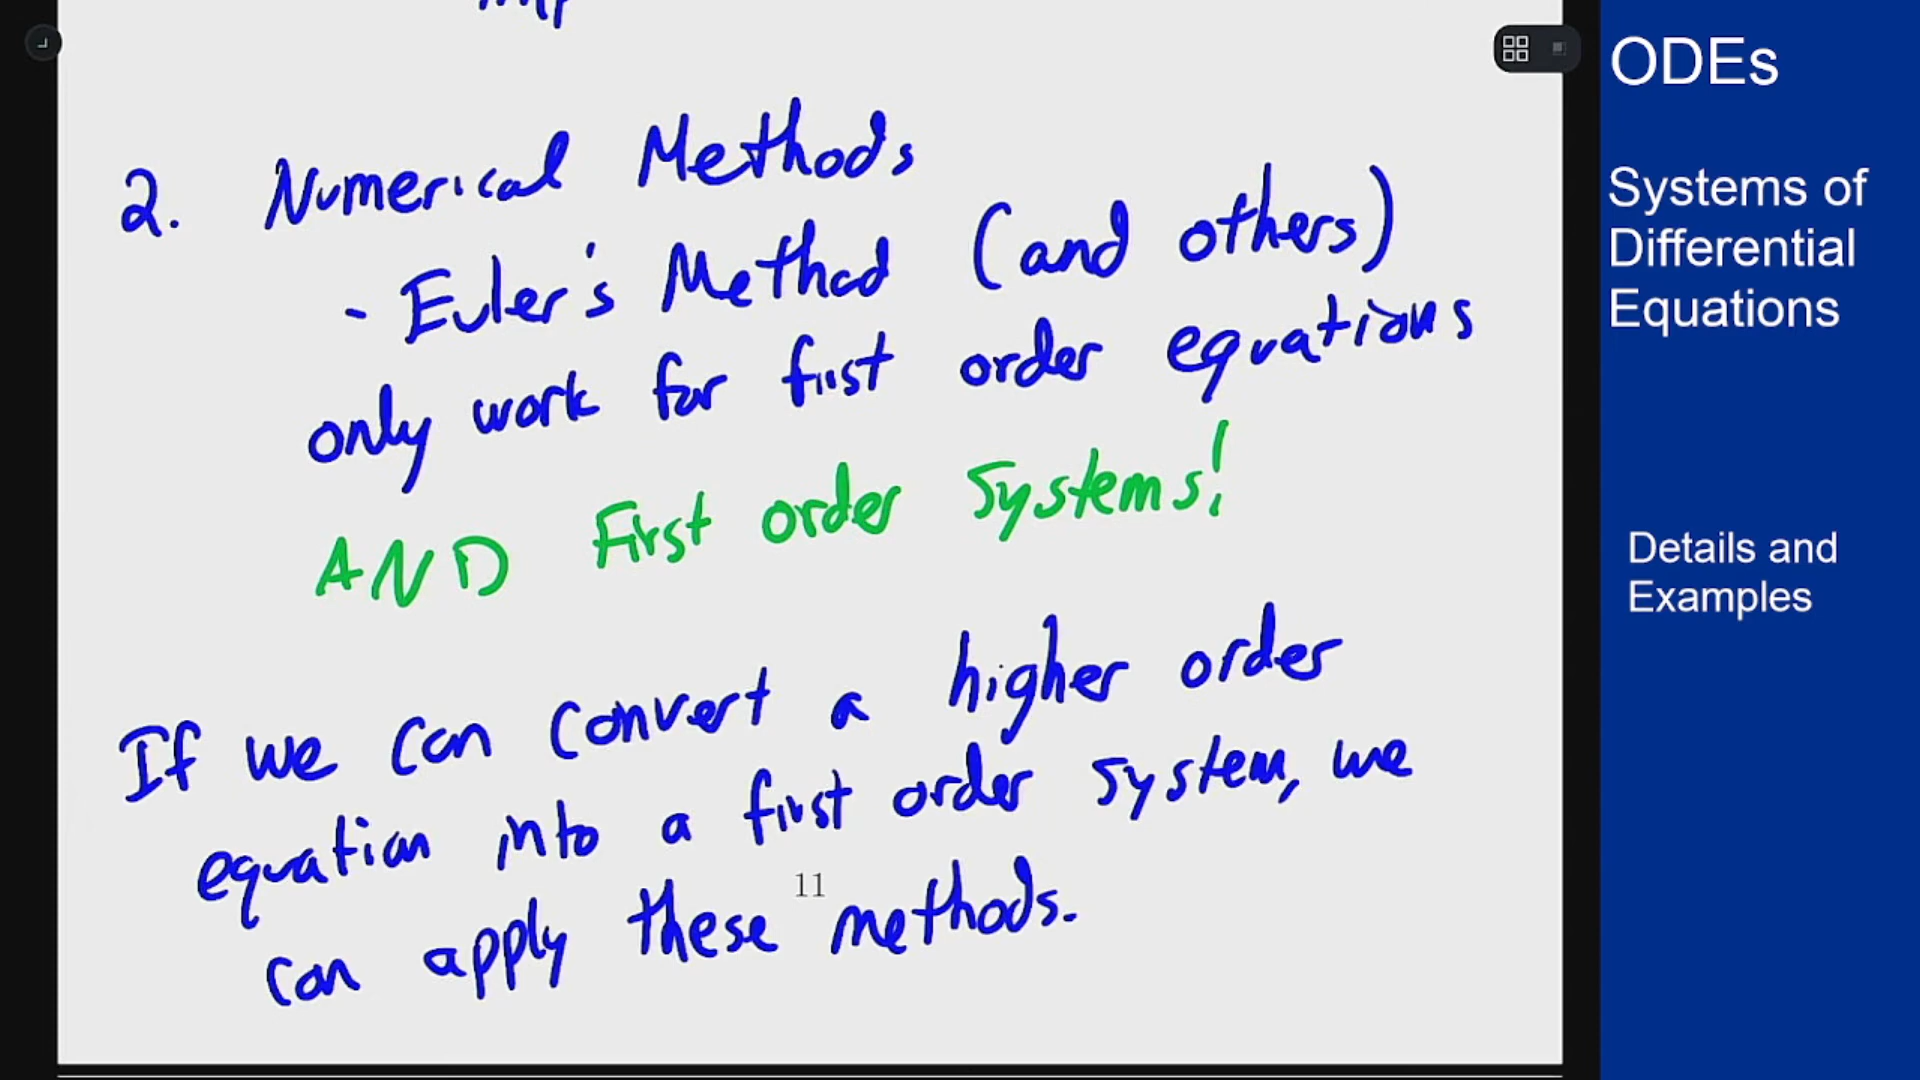 2. Numerical Methods
- Euler's Method (and others)
only work for first order equations
AND First order Systems!
If we can convert a higher order
equation into a first order system, we
can apply these methods.
11
ODEs
Systems of
Differential
Equations
Details and
Examples